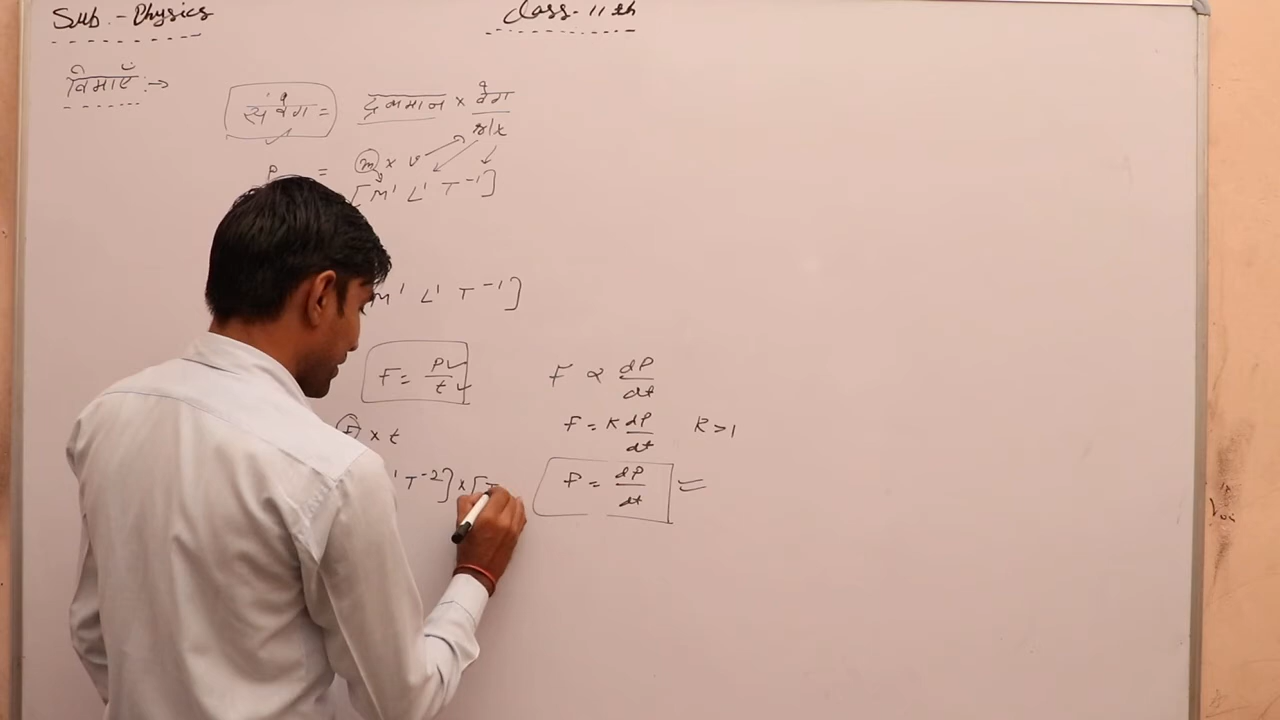 Sub. - Physics
Class - 11th
विमाएँ :→
संवेग = द्रव्यमान × वेग
P = m × v
[M¹ L¹ T⁻¹]
M¹ L¹ T⁻¹]
F = P/t
F ∝ dP/dt
F = K dP/dt K > 1
× t
¹ T⁻²] × [T
F = dP/dt =